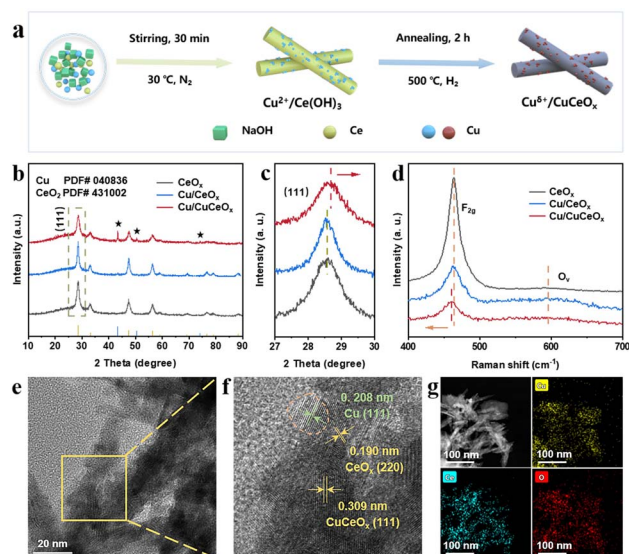 a
Stirring, 30 min
30 ℃, N₂
Annealing, 2 h
500 ℃, H₂
Cu²⁺/Ce(OH)₃
Cu^δ⁺/CuCeOₓ
NaOH
Ce
Cu
b
Cu PDF# 040836
CeO₂ PDF# 431002
(111)
CeOₓ
Cu/CeOₓ
Cu/CuCeOₓ
★
★
★
Intensity (a.u.)
10 20 30 40 50 60 70 80 90
2 Theta (degree)
c
(111)
Intensity (a. u.)
27 28 29 30
2 Theta (degree)
d
F₂g
CeOₓ
Cu/CeOₓ
Cu/CuCeOₓ
Oᵥ
Intensity (a. u.)
400 500 600 700
Raman shift (cm⁻¹)
e
20 nm
f
0. 208 nm
Cu (111)
0.190 nm
CeOₓ (220)
0.309 nm
CuCeOₓ (111)
g
100 nm
Cu
100 nm
Ce
100 nm
O
100 nm